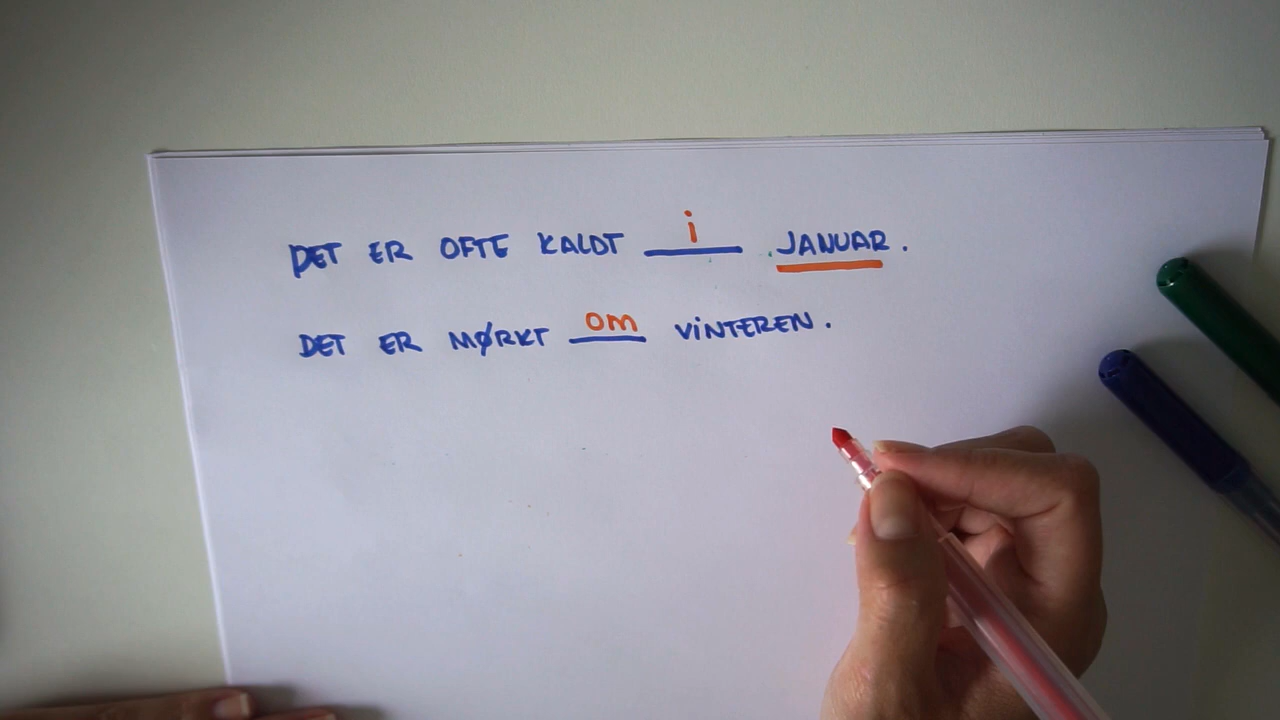 DET ER OFTE KALDT i JANUAR.
DET ER MØRKT om VINTEREN.